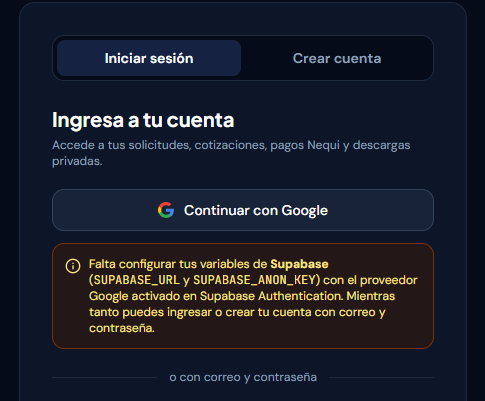 Iniciar sesión
Crear cuenta
Ingresa a tu cuenta
Accede a tus solicitudes, cotizaciones, pagos Nequi y descargas
privadas.
Continuar con Google
Falta configurar tus variables de Supabase
(SUPABASE_URL y SUPABASE_ANON_KEY) con el proveedor
Google activado en Supabase Authentication. Mientras
tanto puedes ingresar o crear tu cuenta con correo y
contraseña.
o con correo y contraseña